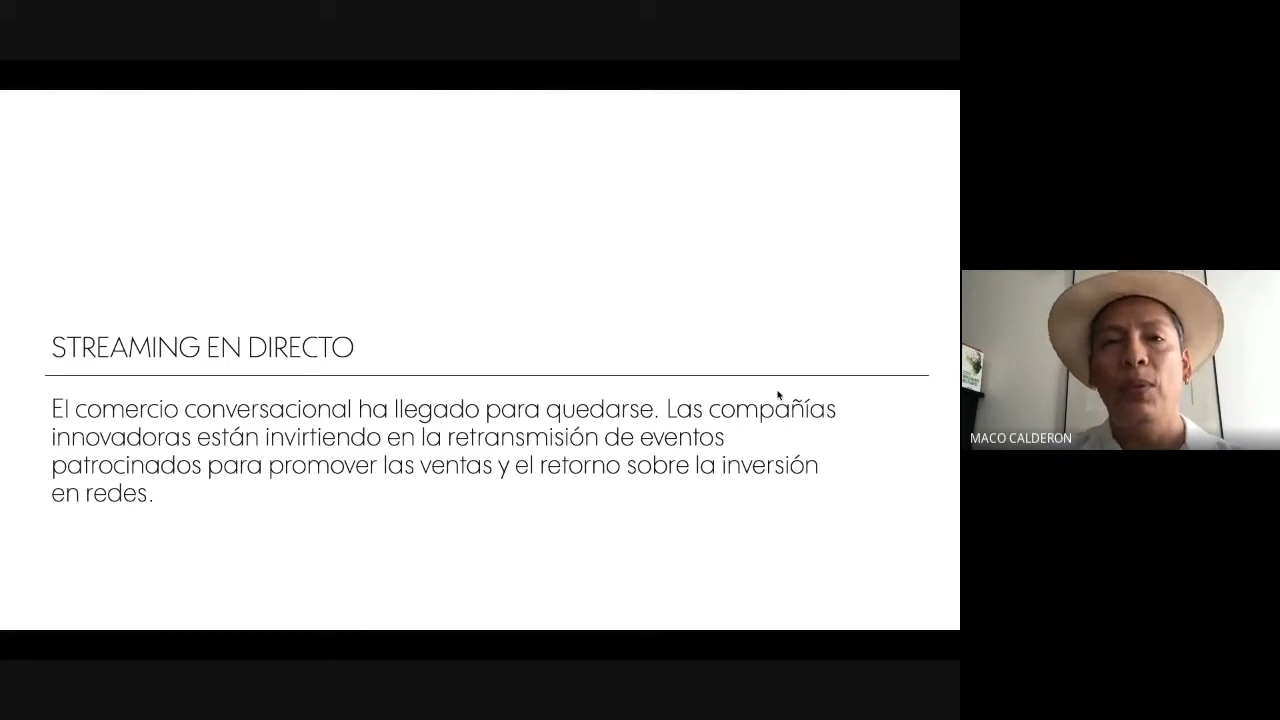 STREAMING EN DIRECTO
El comercio conversacional ha llegado para quedarse. Las compañías
innovadoras están invirtiendo en la retransmisión de eventos
patrocinados para promover las ventas y el retorno sobre la inversión
en redes.
MACO CALDERON